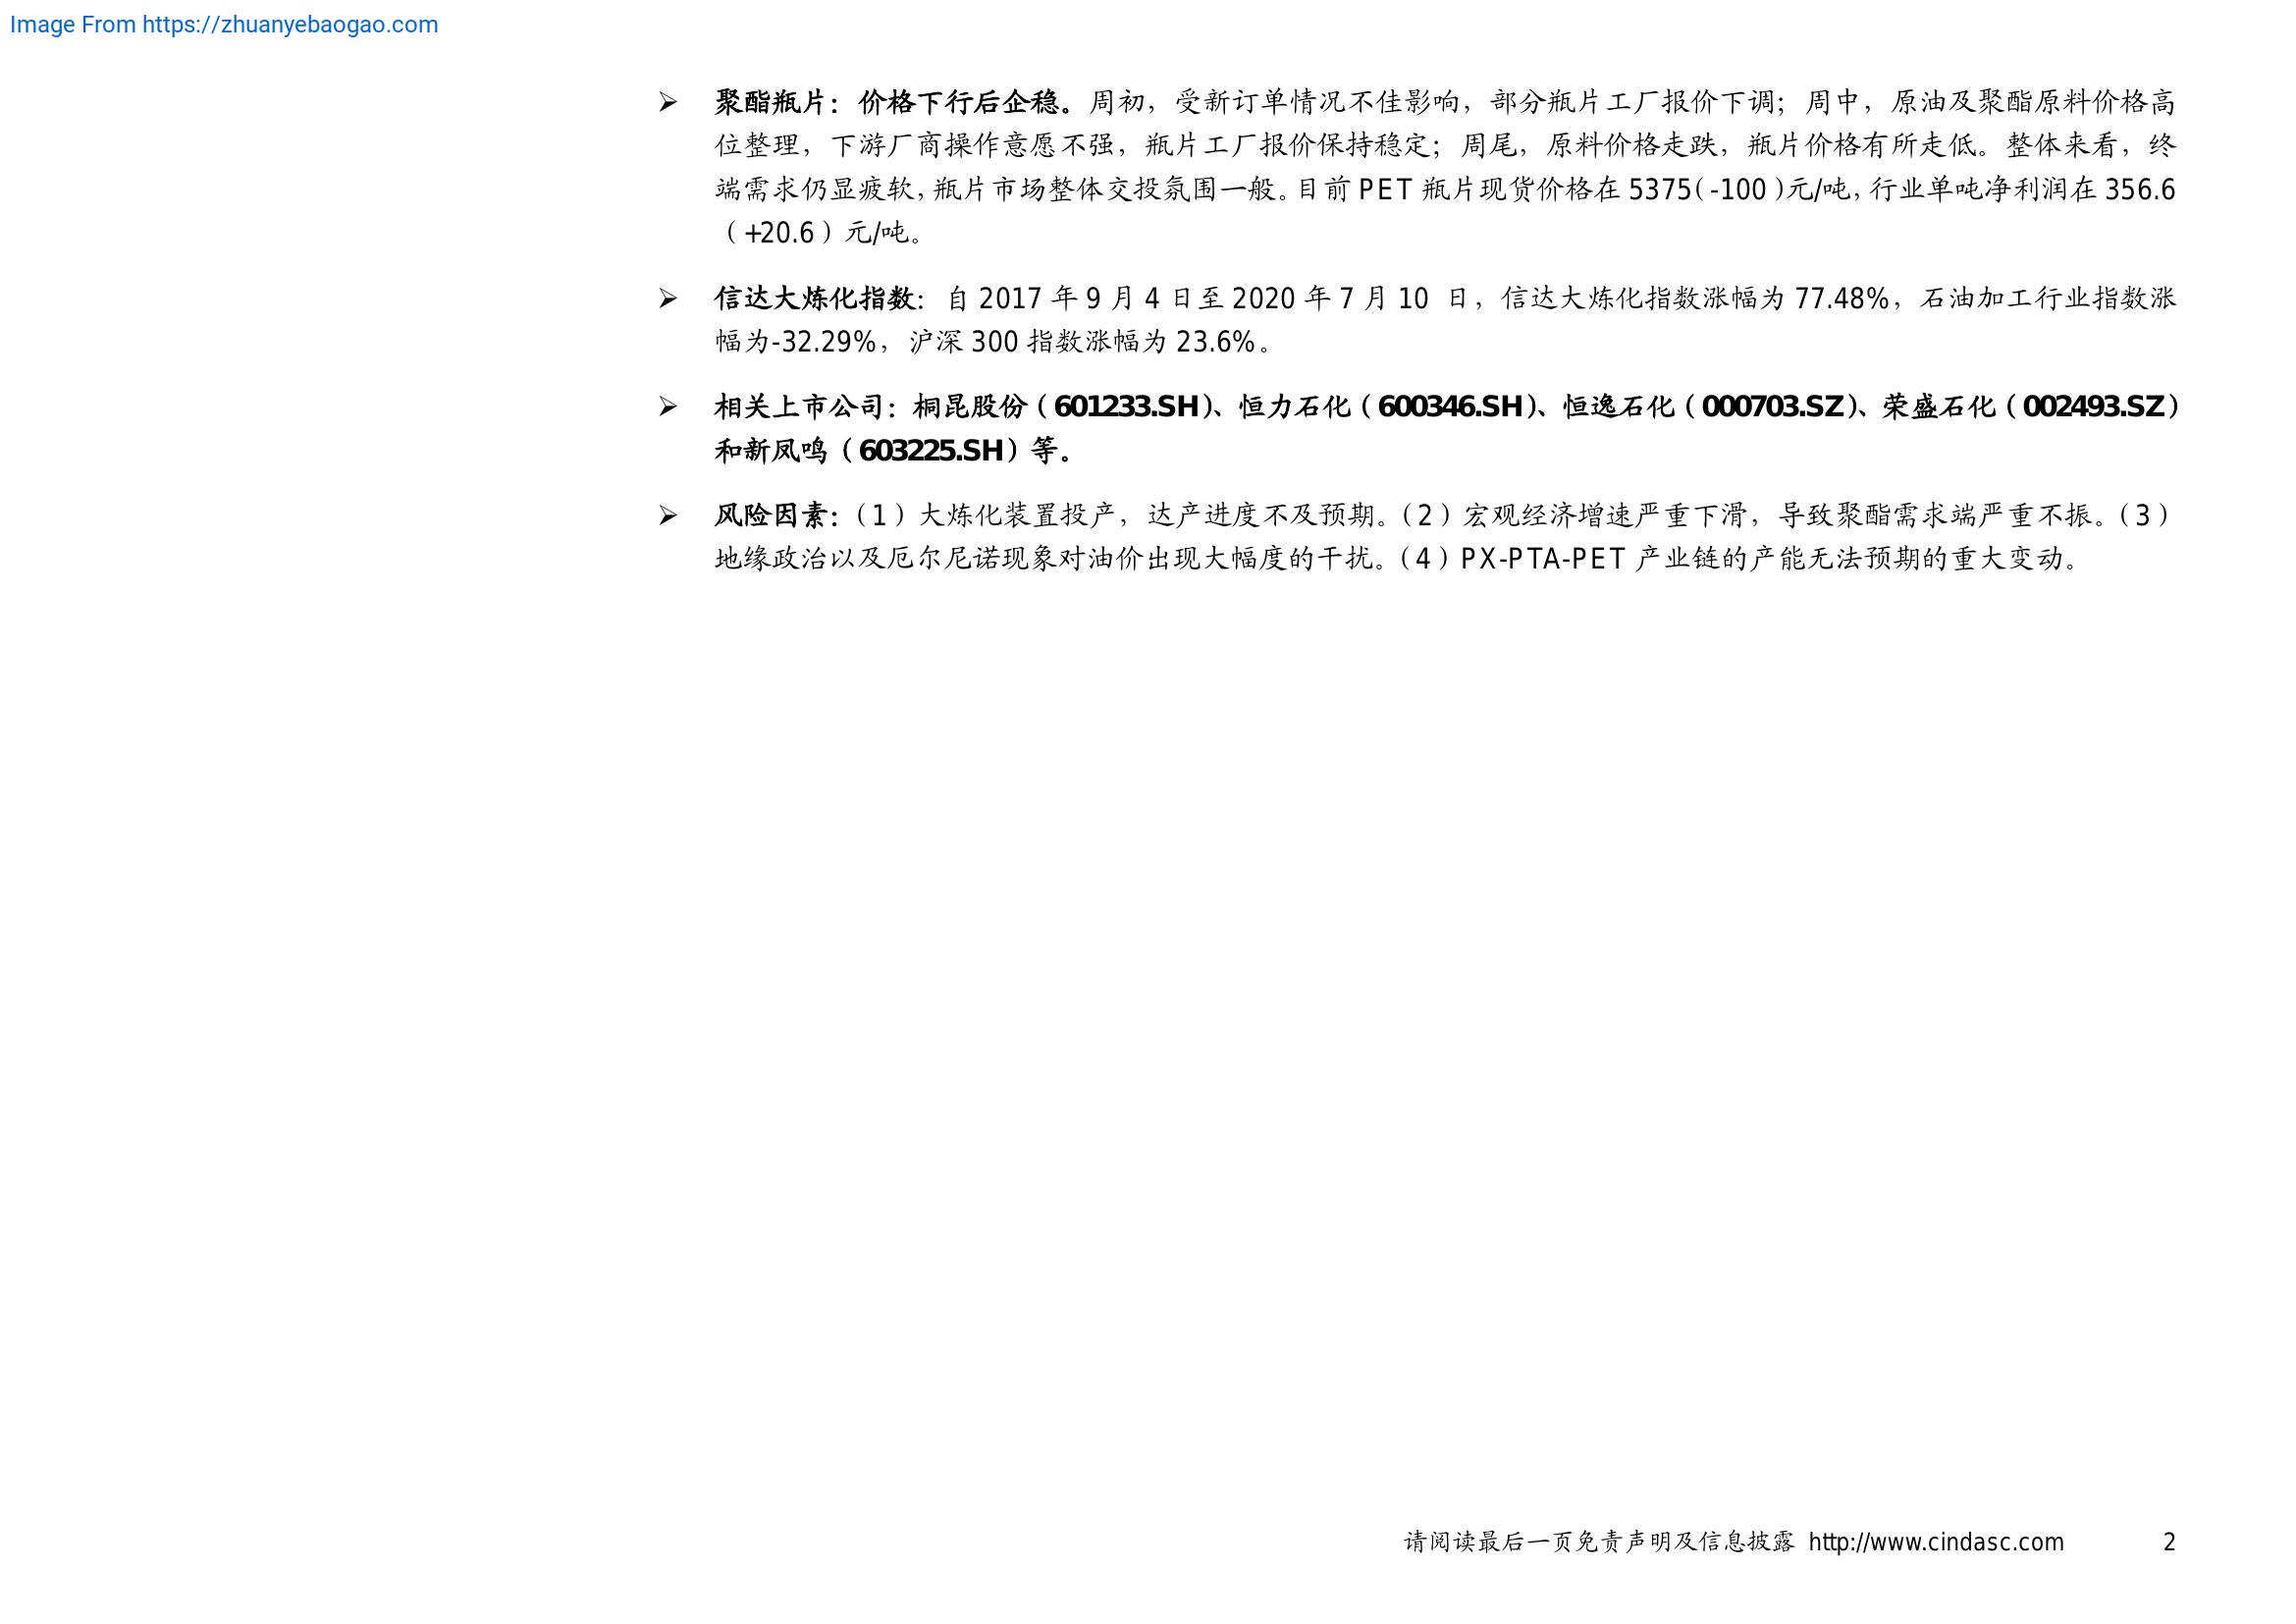 Image From https://zhuanyebaogao.com
➢ 聚酯瓶片：价格下行后企稳。周初，受新订单情况不佳影响，部分瓶片工厂报价下调；周中，原油及聚酯原料价格高
位整理，下游厂商操作意愿不强，瓶片工厂报价保持稳定；周尾，原料价格走跌，瓶片价格有所走低。整体来看，终
端需求仍显疲软，瓶片市场整体交投氛围一般。目前 PET 瓶片现货价格在 5375（-100）元/吨，行业单吨净利润在 356.6
（+20.6）元/吨。
➢ 信达大炼化指数：自 2017 年 9 月 4 日至 2020 年 7 月 10 日，信达大炼化指数涨幅为 77.48%，石油加工行业指数涨
幅为-32.29%，沪深 300 指数涨幅为 23.6%。
➢ 相关上市公司：桐昆股份（601233.SH）、恒力石化（600346.SH）、恒逸石化（000703.SZ）、荣盛石化（002493.SZ）
和新凤鸣（603225.SH）等。
➢ 风险因素：（1）大炼化装置投产，达产进度不及预期。（2）宏观经济增速严重下滑，导致聚酯需求端严重不振。（3）
地缘政治以及厄尔尼诺现象对油价出现大幅度的干扰。（4）PX-PTA-PET 产业链的产能无法预期的重大变动。
请阅读最后一页免责声明及信息披露 http://www.cindasc.com 2